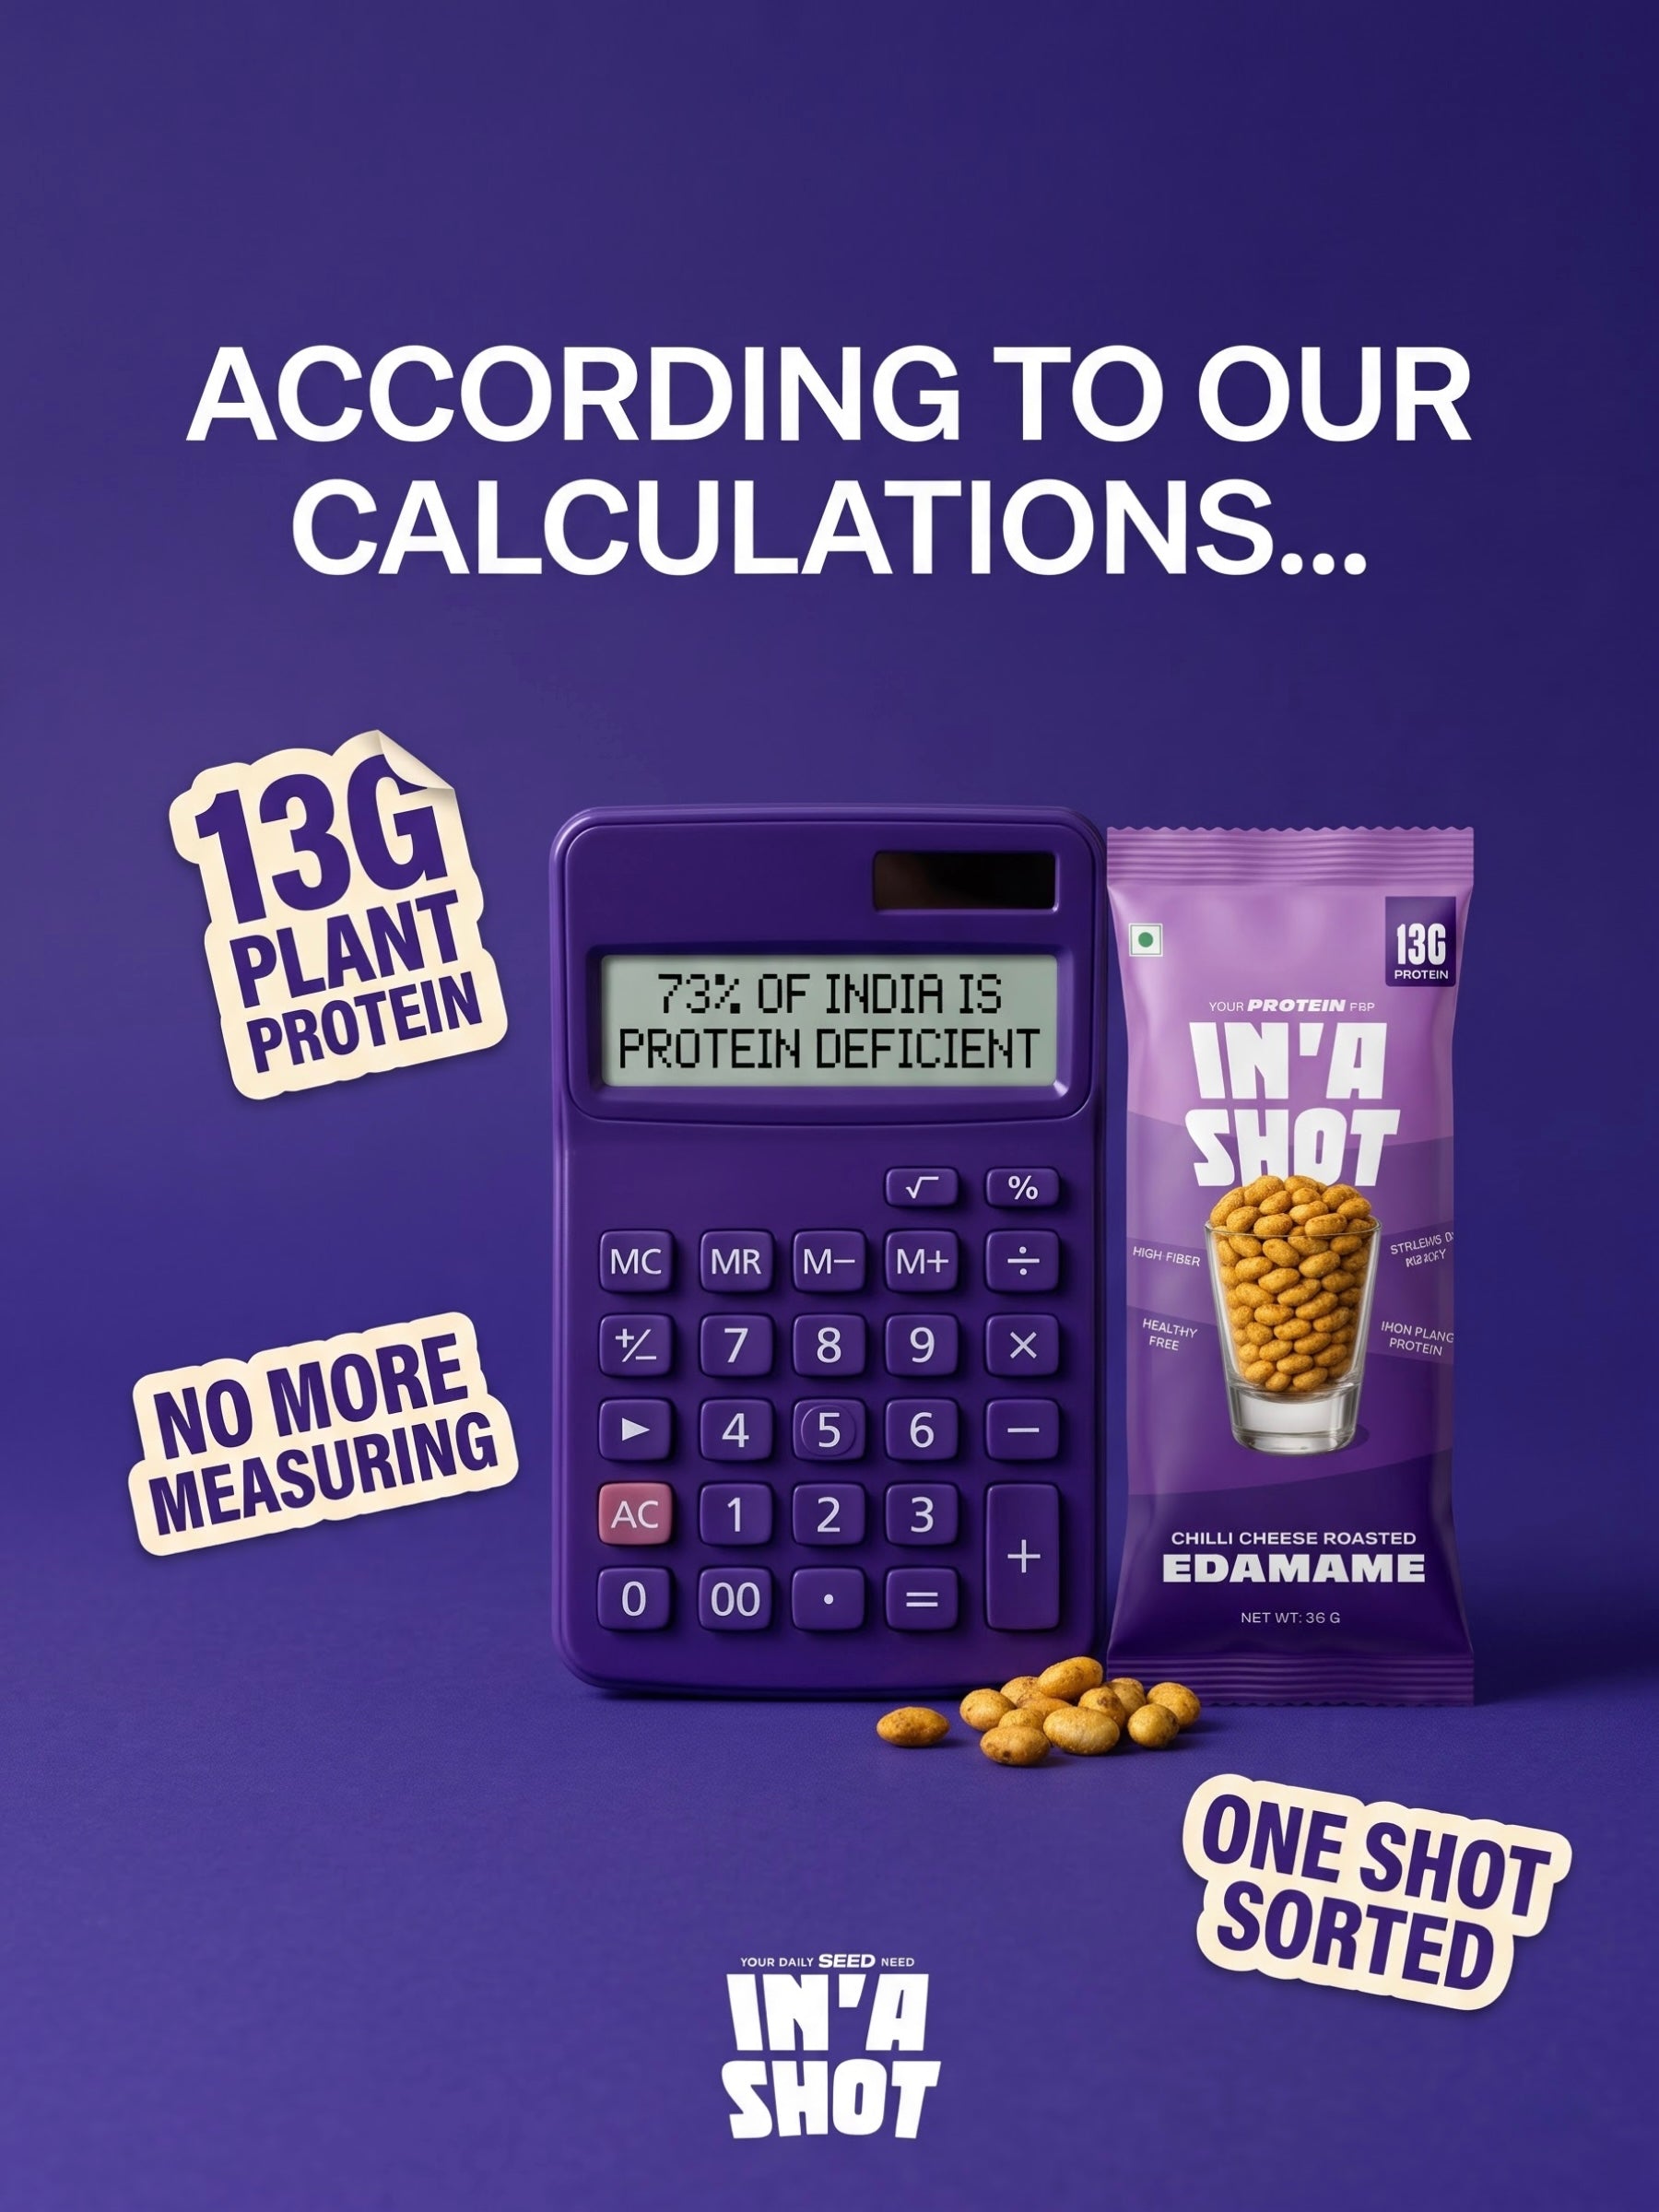 ACCORDING TO OUR
CALCULATIONS...
13G
PLANT
PROTEIN
73% OF INDIA IS
PROTEIN DEFICIENT
√ %
MC MR M− M+ ÷
+/− 7 8 9 ×
▶ 4 5 6 −
AC 1 2 3 +
0 00 · =
NO MORE
MEASURING
13G
PROTEIN
YOUR PROTEIN
IN'A
SHOT
HIGH-FIBER
HEALTHY
FREE
PROTEIN
CHILLI CHEESE ROASTED
EDAMAME
NET WT: 36 G
ONE SHOT
SORTED
YOUR DAILY SEED NEED
IN'A
SHOT